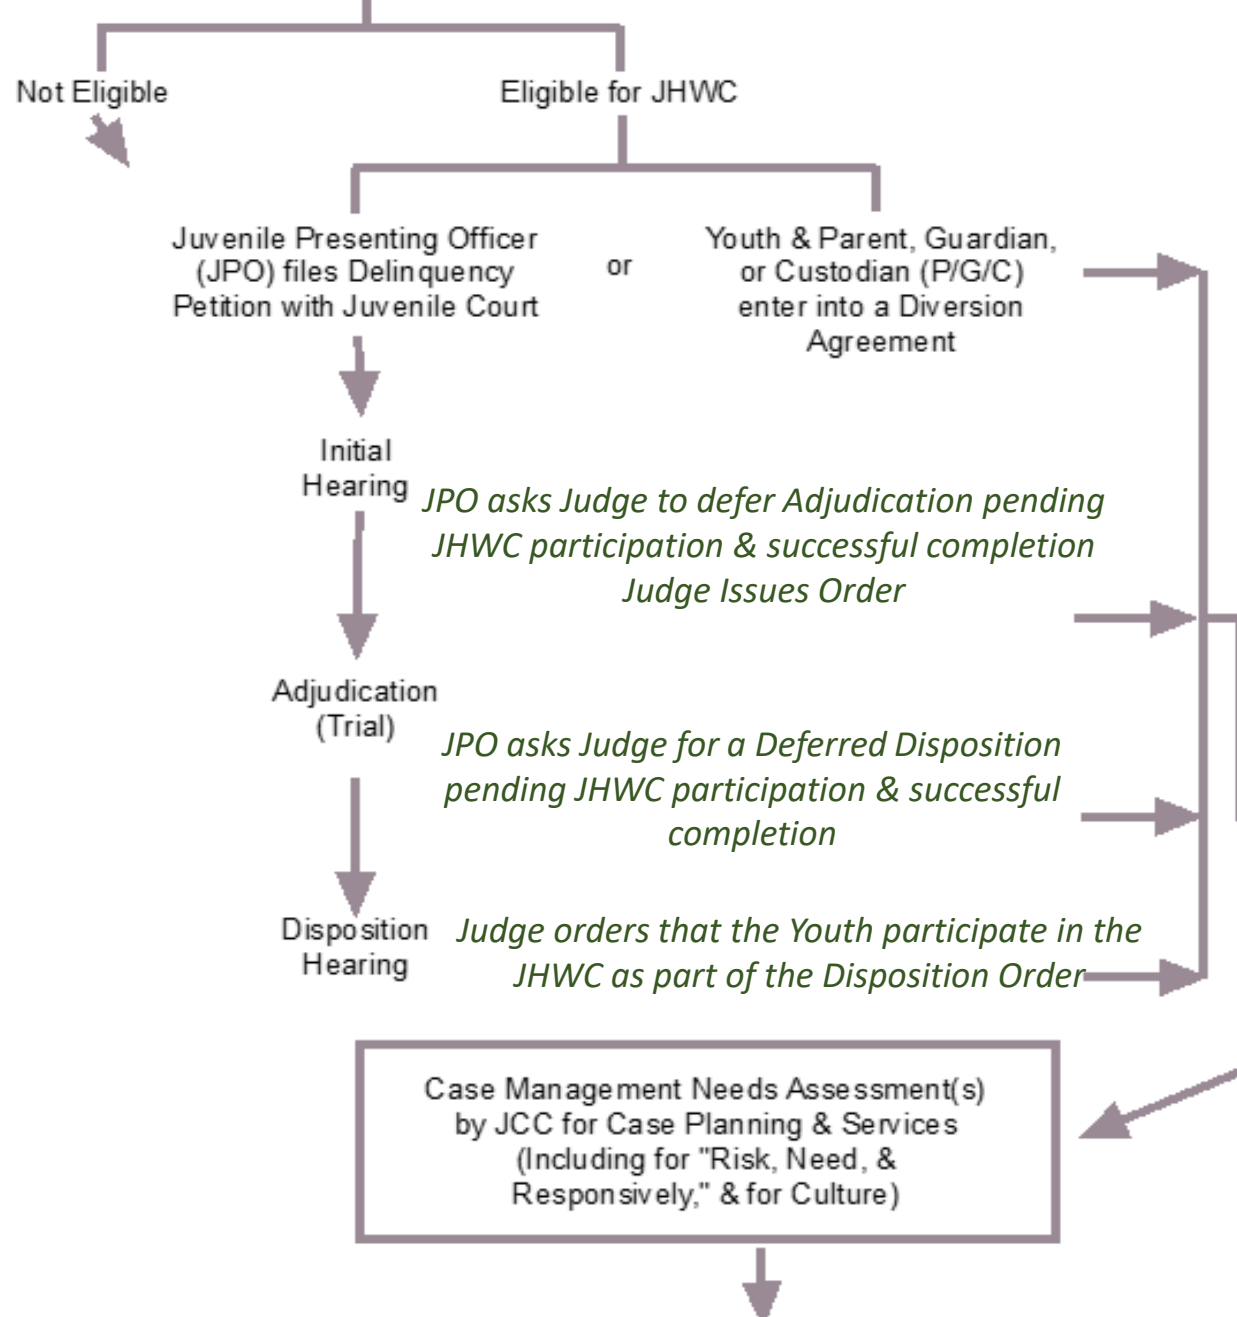 Not Eligible
Eligible for JHWC
Juvenile Presenting Officer
(JPO) files Delinquency
Petition with Juvenile Court
or
Youth & Parent, Guardian,
or Custodian (P/G/C)
enter into a Diversion
Agreement
Initial
Hearing
JPO asks Judge to defer Adjudication pending
JHWC participation & successful completion
Judge Issues Order
Adjudication
(Trial)
JPO asks Judge for a Deferred Disposition
pending JHWC participation & successful
completion
Disposition
Hearing
Judge orders that the Youth participate in the
JHWC as part of the Disposition Order
Case Management Needs Assessment(s)
by JCC for Case Planning & Services
(Including for "Risk, Need, &
Responsively," & for Culture)